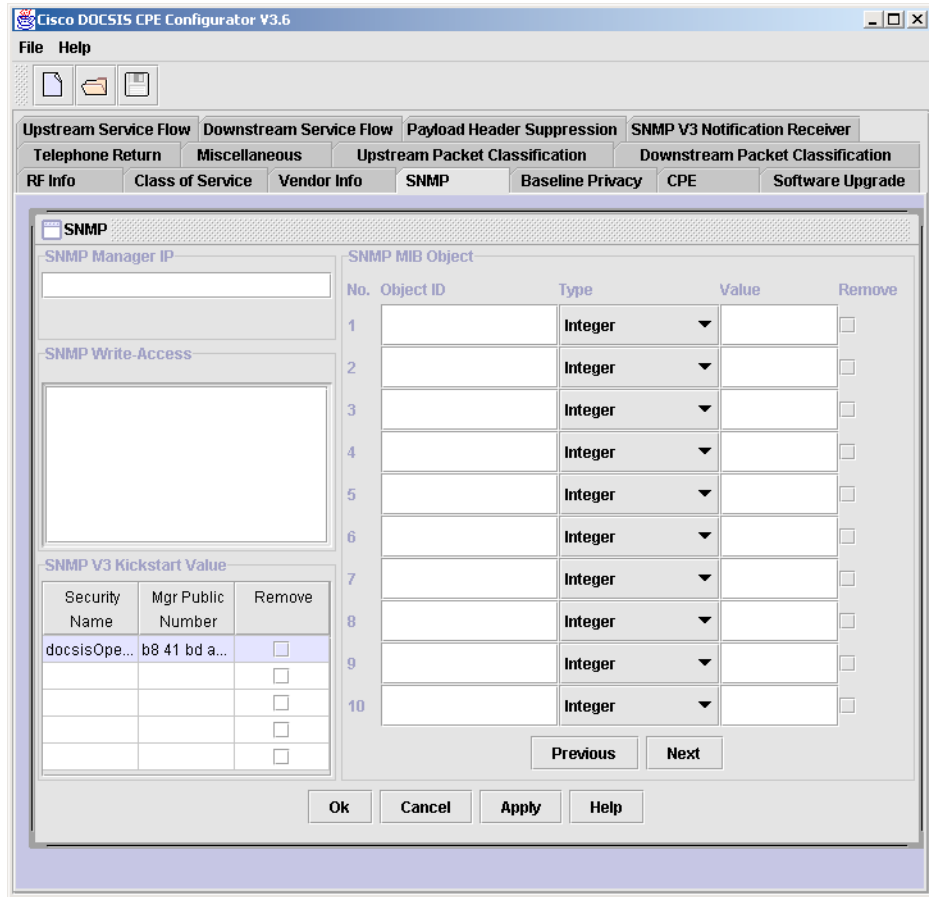 Cisco DOCSIS CPE Configurator V3.6
File Help
Upstream Service Flow Downstream Service Flow Payload Header Suppression SNMP V3 Notification Receiver
Telephone Return Miscellaneous Upstream Packet Classification Downstream Packet Classification
RF Info Class of Service Vendor Info SNMP Baseline Privacy CPE Software Upgrade
SNMP
SNMP Manager IP
SNMP Write-Access
SNMP V3 Kickstart Value
Security Name Mgr Public Number Remove
docsisOpe... b8 41 bd a...
SNMP MIB Object
No. Object ID Type Value Remove
1 Integer
2 Integer
3 Integer
4 Integer
5 Integer
6 Integer
7 Integer
8 Integer
9 Integer
10 Integer
Previous Next
Ok Cancel Apply Help